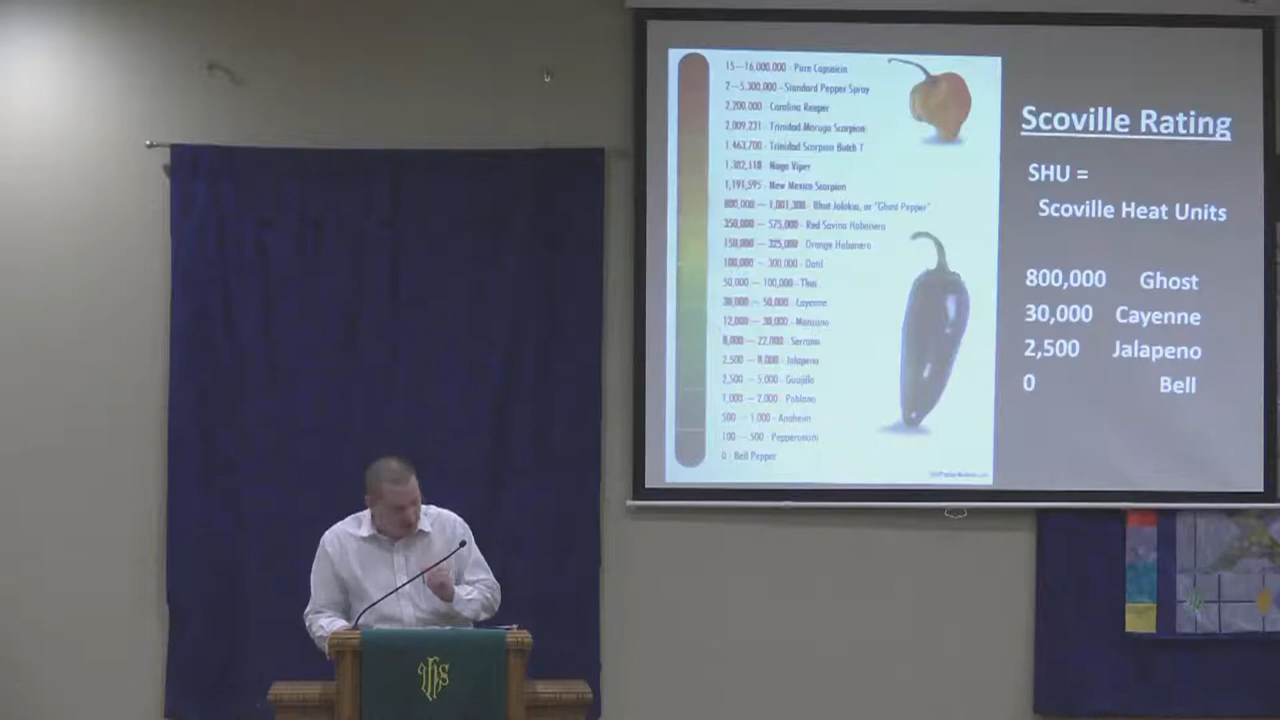 15—16,000,000 - Pure Capsaicin
2—5,300,000 - Standard Pepper Spray
2,200,000 - Carolina Reaper
2,009,231 - Trinidad Moruga Scorpion
1,463,700 - Trinidad Scorpion Butch T
1,382,118 - Naga Viper
1,191,595 - New Mexico Scorpion
800,000 — 1,001,300 - Bhut Jolokia, or "Ghost Pepper"
350,000 — 575,000 - Red Savina Habanero
150,000 — 325,000 - Orange Habanero
100,000 — 300,000 - Datil
50,000 — 100,000 - Thai
30,000 — 50,000 - Cayenne
12,000 — 30,000 - Manzano
8,000 — 22,000 - Serrano
2,500 — 8,000 - Jalapeno
2,500 — 5,000 - Guajillo
1,000 — 2,000 - Poblano
500 — 1,000 - Anaheim
100 — 500 - Pepperoncini
0 - Bell Pepper
Scoville Rating
SHU =
Scoville Heat Units
800,000 Ghost
30,000 Cayenne
2,500 Jalapeno
0 Bell
IHS